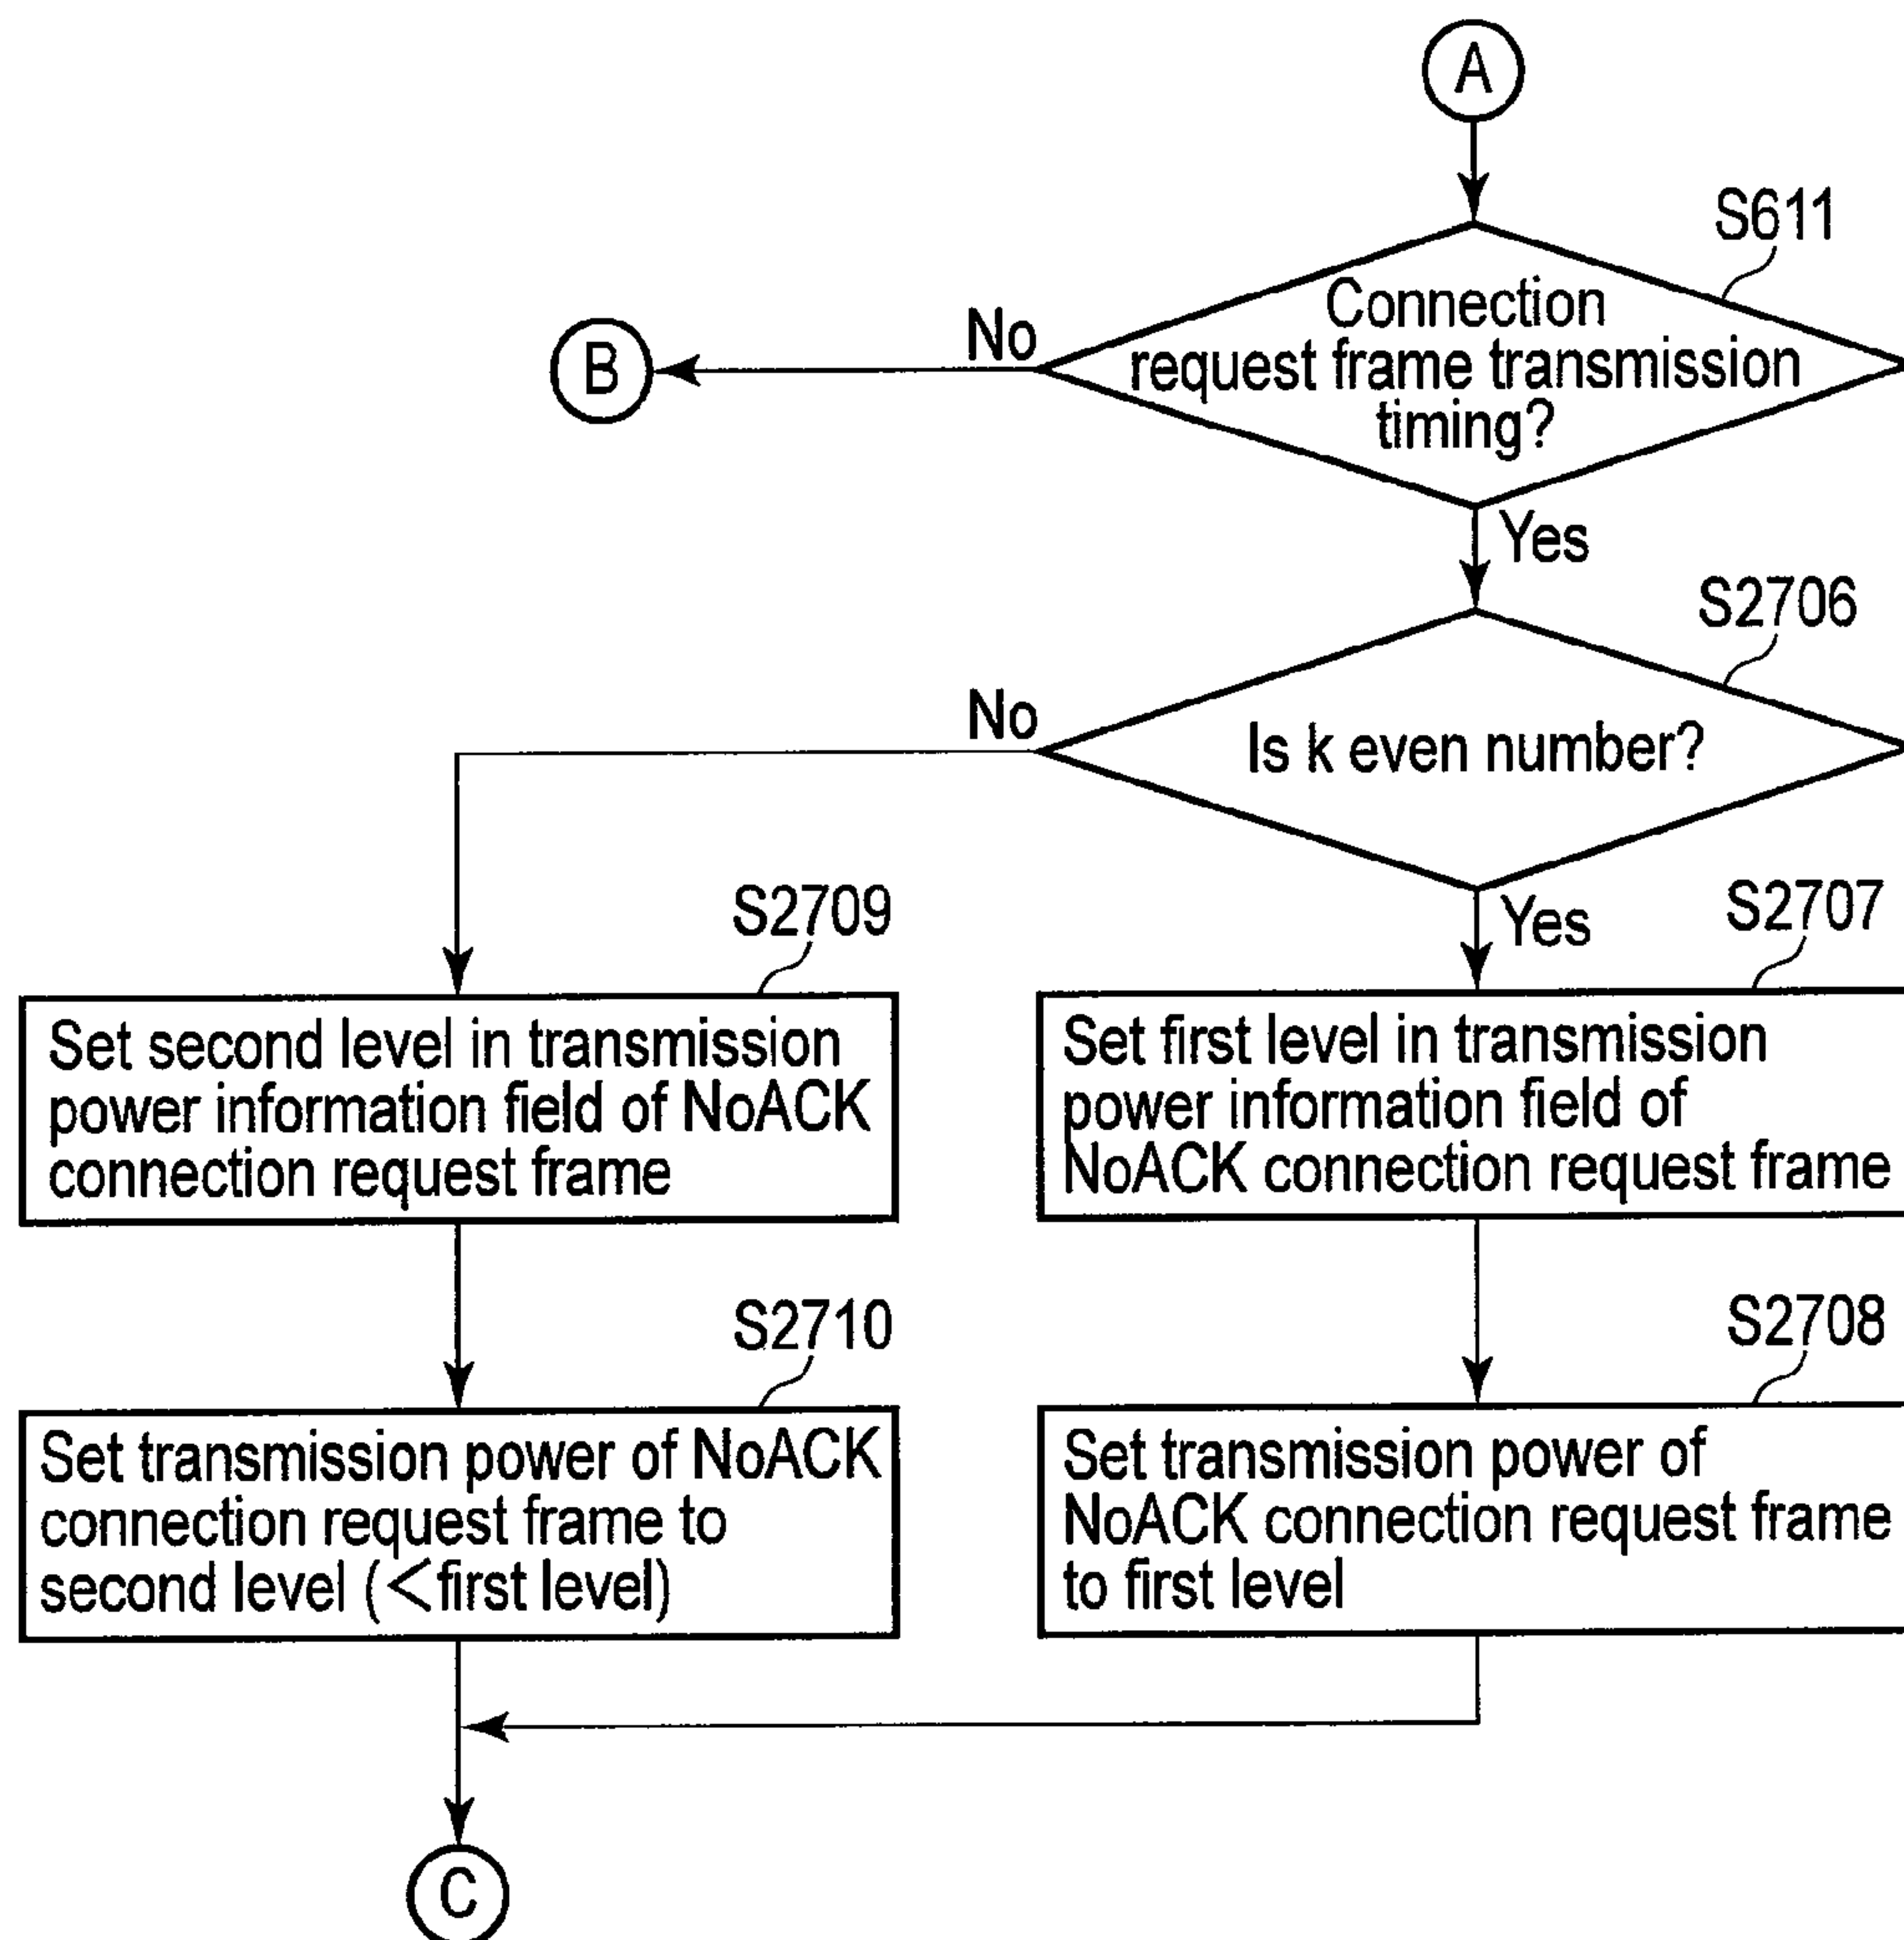 A
S611
Connection
request frame transmission
timing?
No
B
Yes
S2706
Is k even number?
No
Yes
S2709
Set second level in transmission
power information field of NoACK
connection request frame
S2707
Set first level in transmission
power information field of
NoACK connection request frame
S2710
Set transmission power of NoACK
connection request frame to
second level (<first level)
S2708
Set transmission power of
NoACK connection request frame
to first level
C